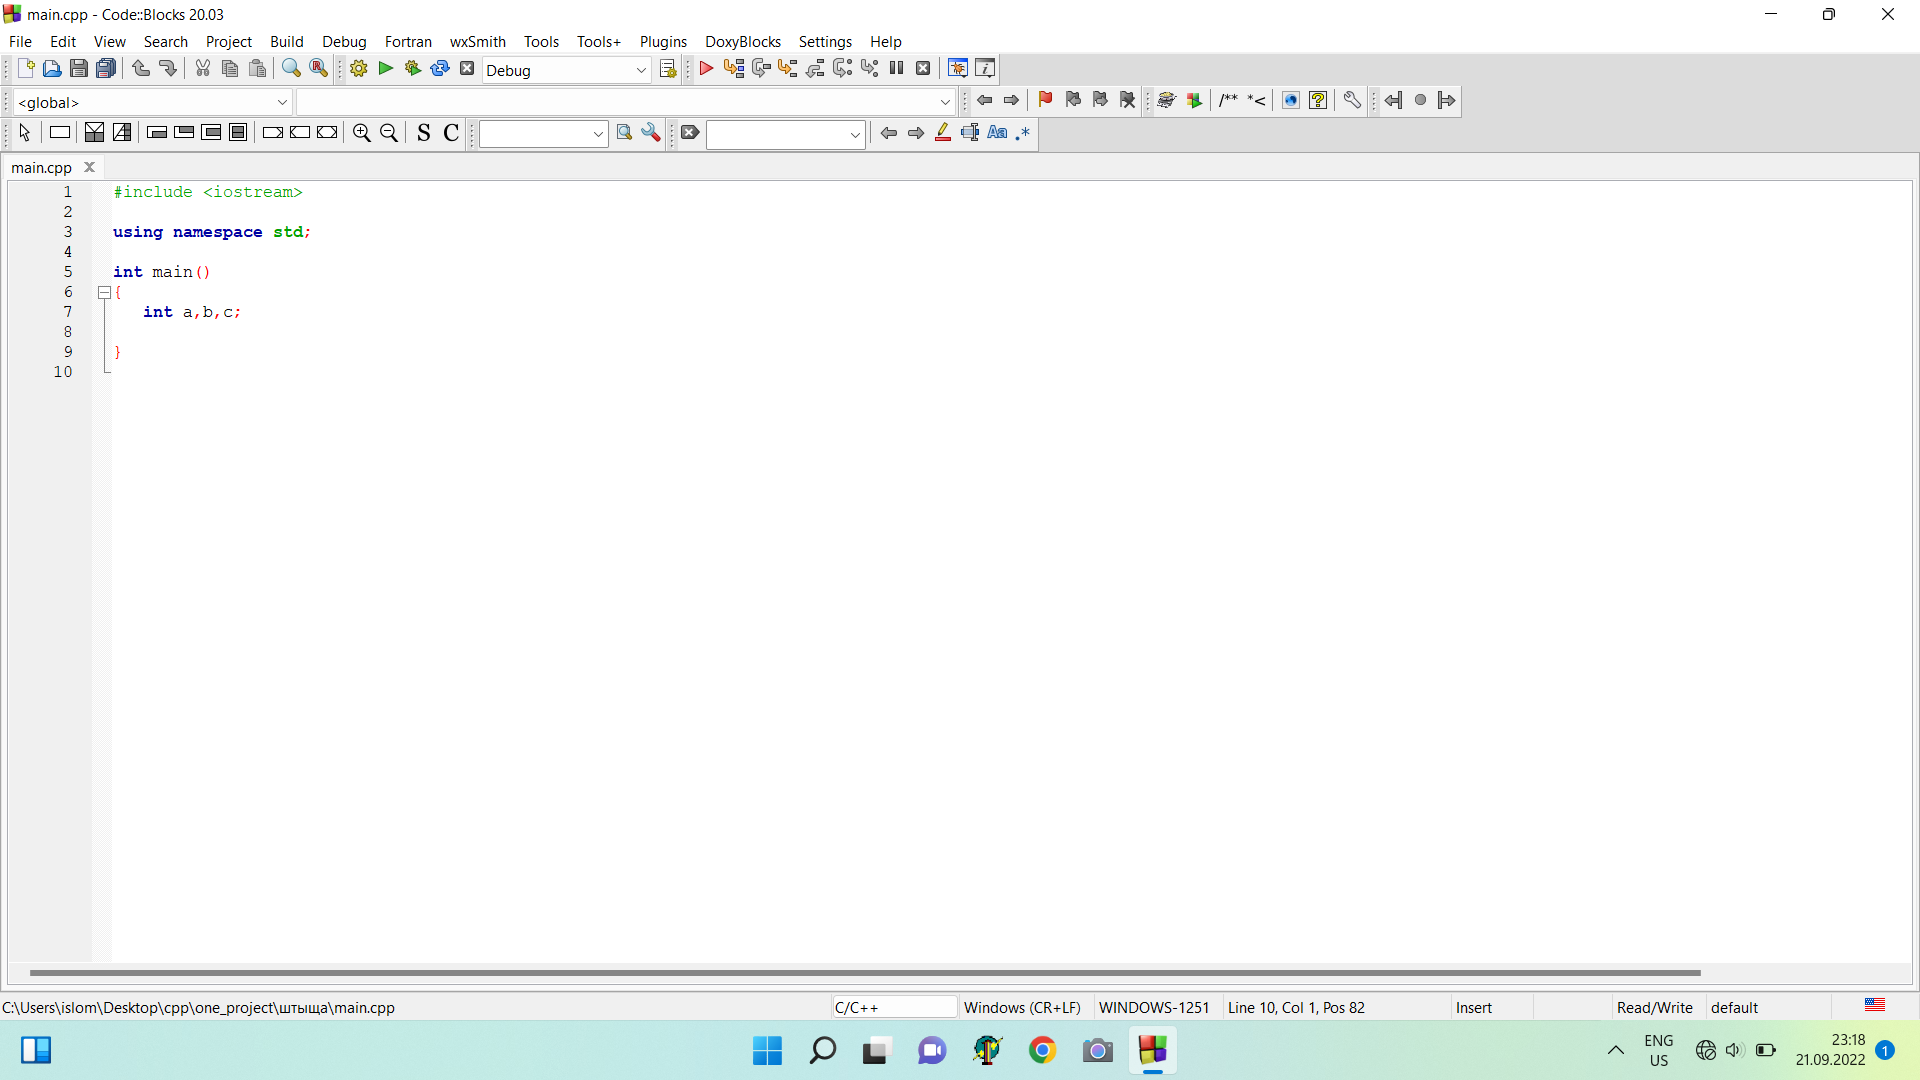 main.cpp - Code::Blocks 20.03
File Edit View Search Project Build Debug Fortran wxSmith Tools Tools+ Plugins DoxyBlocks Settings Help
Debug
<global>
/** *<
S C
Aa .*
main.cpp
1 #include <iostream>
2
3 using namespace std;
4
5 int main()
6 {
7 int a,b,c;
8
9 }
10
C:\Users\islom\Desktop\cpp\one_project\штыща\main.cpp C/C++ Windows (CR+LF) WINDOWS-1251 Line 10, Col 1, Pos 82 Insert Read/Write default
ENG 23:18
US 21.09.2022 1